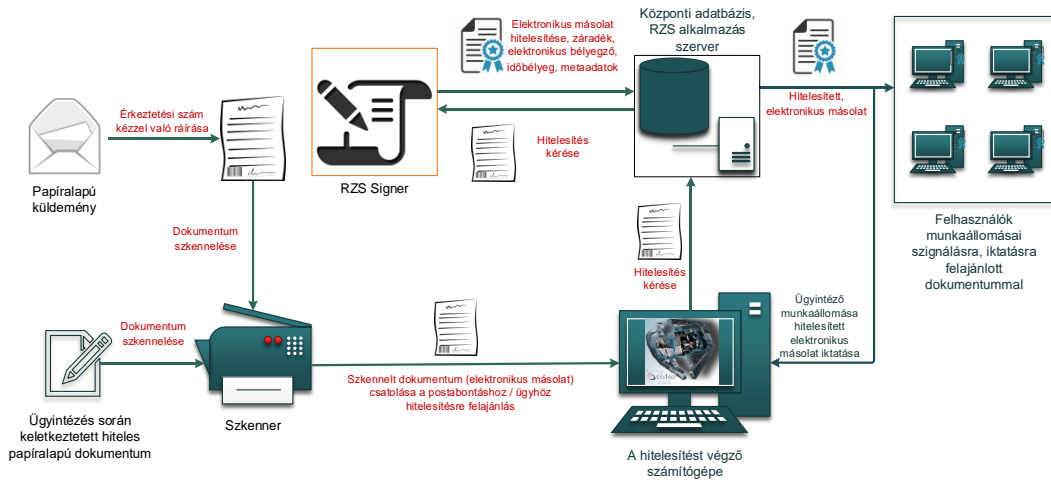 Elektronikus másolat
hitelesítése, záradék,
elektronikus bélyegző,
időbélyeg, metaadatok
Központi adatbázis,
RZS alkalmazás
szerver
Érkeztetési szám
kézzel való ráírása
Hitelesítés
kérése
Hitelesített,
elektronikus másolat
Papíralapú
küldemény
RZS Signer
Dokumentum
szkennelése
Hitelesítés
kérése
Felhasználók
munkaállomásai
szignálásra, iktatásra
felajánlott
dokumentummal
Dokumentum
szkennelése
Ügyintéző
munkaállomása
hitelesített
elektronikus
másolat iktatása
Szkennelt dokumentum (elektronikus másolat)
csatolása a postabontáshoz / ügyhöz
hitelesítésre felajánlás
Ügyintézés során
keletkeztetett hiteles
papíralapú dokumentum
Szkenner
A hitelesítést végző
számítógépe